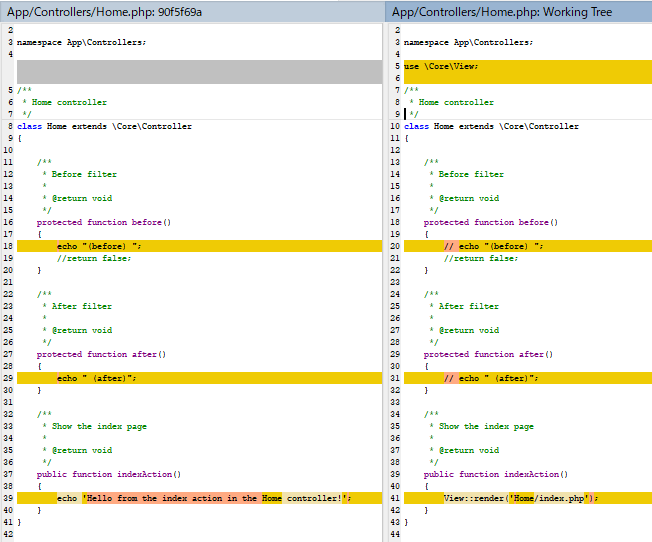 App/Controllers/Home.php: 90f5f69a
2
3 namespace App\Controllers;
4
5 /**
6  * Home controller
7  */
8 class Home extends \Core\Controller
9 {
10
11     /**
12      * Before filter
13      *
14      * @return void
15      */
16     protected function before()
17     {
18         echo "(before) ";
19         //return false;
20     }
21
22     /**
23      * After filter
24      *
25      * @return void
26      */
27     protected function after()
28     {
29         echo " (after)";
30     }
31
32     /**
33      * Show the index page
34      *
35      * @return void
36      */
37     public function indexAction()
38     {
39         echo 'Hello from the index action in the Home controller!';
40     }
41 }
42
App/Controllers/Home.php: Working Tree
2
3 namespace App\Controllers;
4
5 use \Core\View;
6
7 /**
8  * Home controller
9  */
10 class Home extends \Core\Controller
11 {
12
13     /**
14      * Before filter
15      *
16      * @return void
17      */
18     protected function before()
19     {
20         // echo "(before) ";
21         //return false;
22     }
23
24     /**
25      * After filter
26      *
27      * @return void
28      */
29     protected function after()
30     {
31         // echo " (after)";
32     }
33
34     /**
35      * Show the index page
36      *
37      * @return void
38      */
39     public function indexAction()
40     {
41         View::render('Home/index.php');
42     }
43 }
44